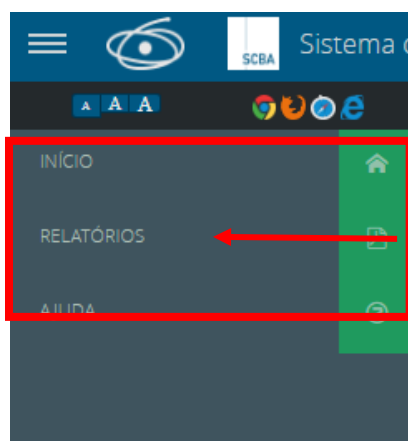 SCBA
Sistema
A A A
INÍCIO
RELATÓRIOS
AJUDA